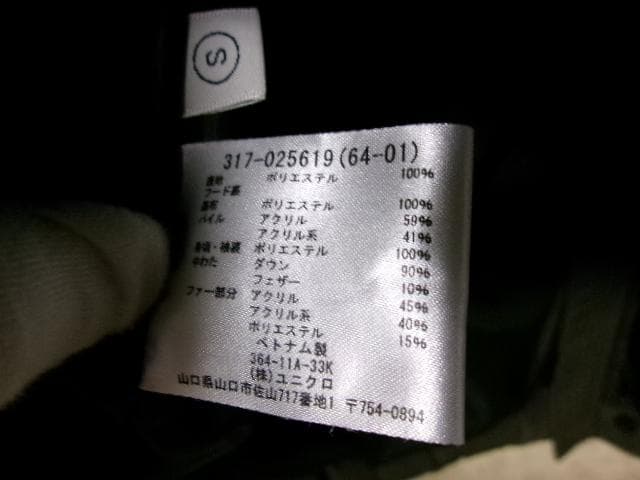 S
317-025619(64-01)
表地 ポリエステル 100%
フード裏
基布 ポリエステル 100%
パイル アクリル 59%
アクリル系 41%
身頃・袖裏 ポリエステル 100%
中わた ダウン 90%
フェザー 10%
ファー部分 アクリル 45%
アクリル系 40%
ポリエステル 15%
ベトナム製
364-11A-33K
(株)ユニクロ
山口県山口市佐山717番地1 〒754-0894